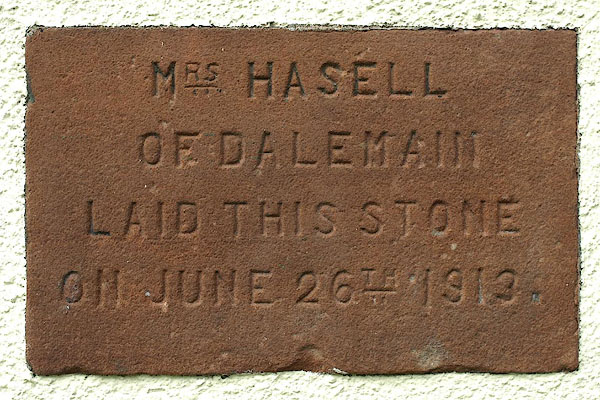 MRS HASELL
OF DALEMAIN
LAID THIS STONE
ON JUNE 26TH 1913.